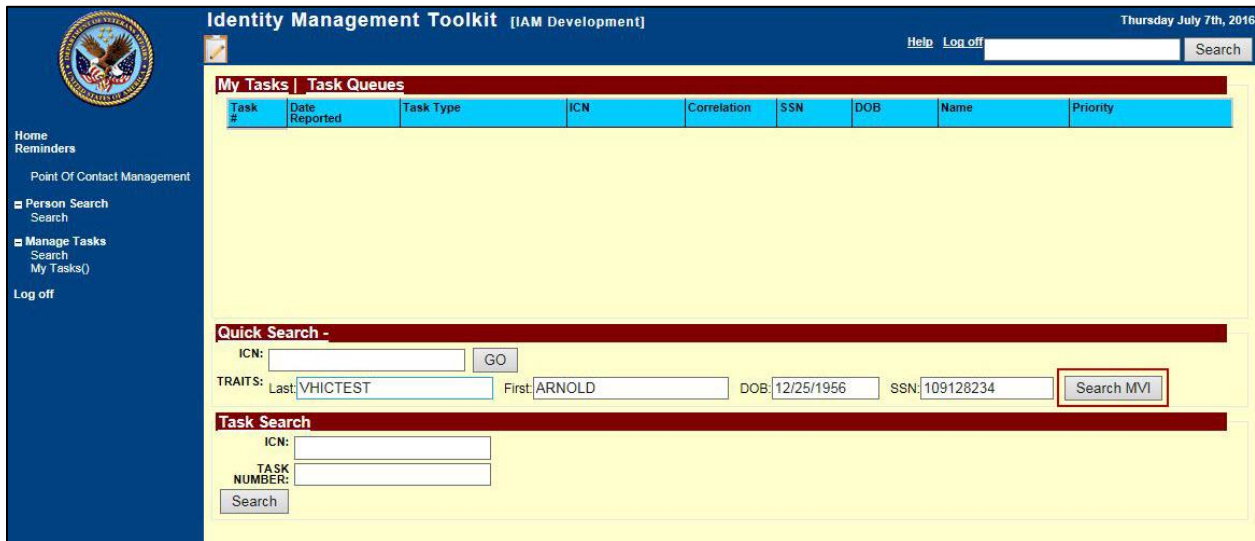 Identity Management Toolkit [IAM Development]
Thursday July 7th, 2016
Help Log off
Search
Home
Reminders
Point Of Contact Management
Person Search
Search
Manage Tasks
Search
My Tasks()
Log off
My Tasks | Task Queues
Task # Date Reported Task Type ICN Correlation SSN DOB Name Priority
Quick Search -
ICN: GO
TRAITS: Last: VHICTEST First: ARNOLD DOB: 12/25/1956 SSN: 109128234 Search MVI
Task Search
ICN:
TASK
NUMBER:
Search